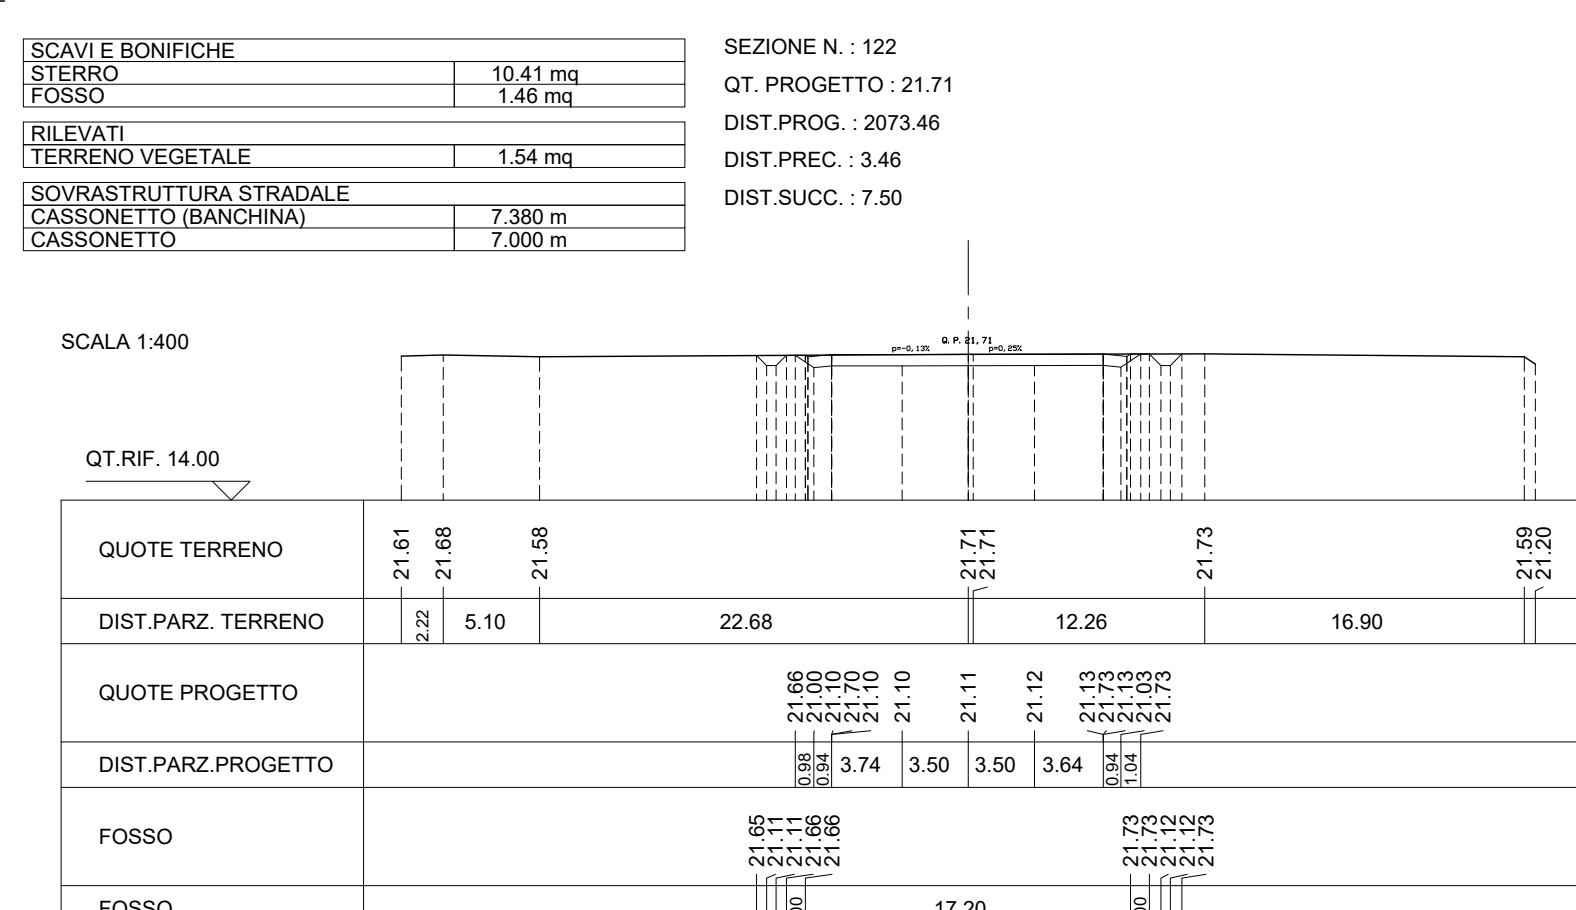 SCAVI E BONIFICHE
STERRO 10.41 mq
FOSSO 1.46 mq
RILEVATI
TERRENO VEGETALE 1.54 mq
SOVRASTRUTTURA STRADALE
CASSONETTO (BANCHINA) 7.380 m
CASSONETTO 7.000 m
SEZIONE N. : 122
QT. PROGETTO : 21.71
DIST.PROG. : 2073.46
DIST.PREC. : 3.46
DIST.SUCC. : 7.50
SCALA 1:400
Q. P. 21,71
p=-0,13% p=0,25%
QT.RIF. 14.00
QUOTE TERRENO 21.61 21.68 21.58 21.71 21.71 21.73 21.59 21.20
DIST.PARZ. TERRENO 2.22 5.10 22.68 12.26 16.90
QUOTE PROGETTO 21.66 21.00 21.10 21.70 21.10 21.10 21.11 21.12 21.13 21.73 21.13 21.03 21.73
DIST.PARZ.PROGETTO 0.98 0.94 3.74 3.50 3.50 3.64 0.94 1.04
FOSSO 21.65 21.11 21.11 21.66 21.66 21.73 21.73 21.12 21.12 21.73
FOSSO 17.20